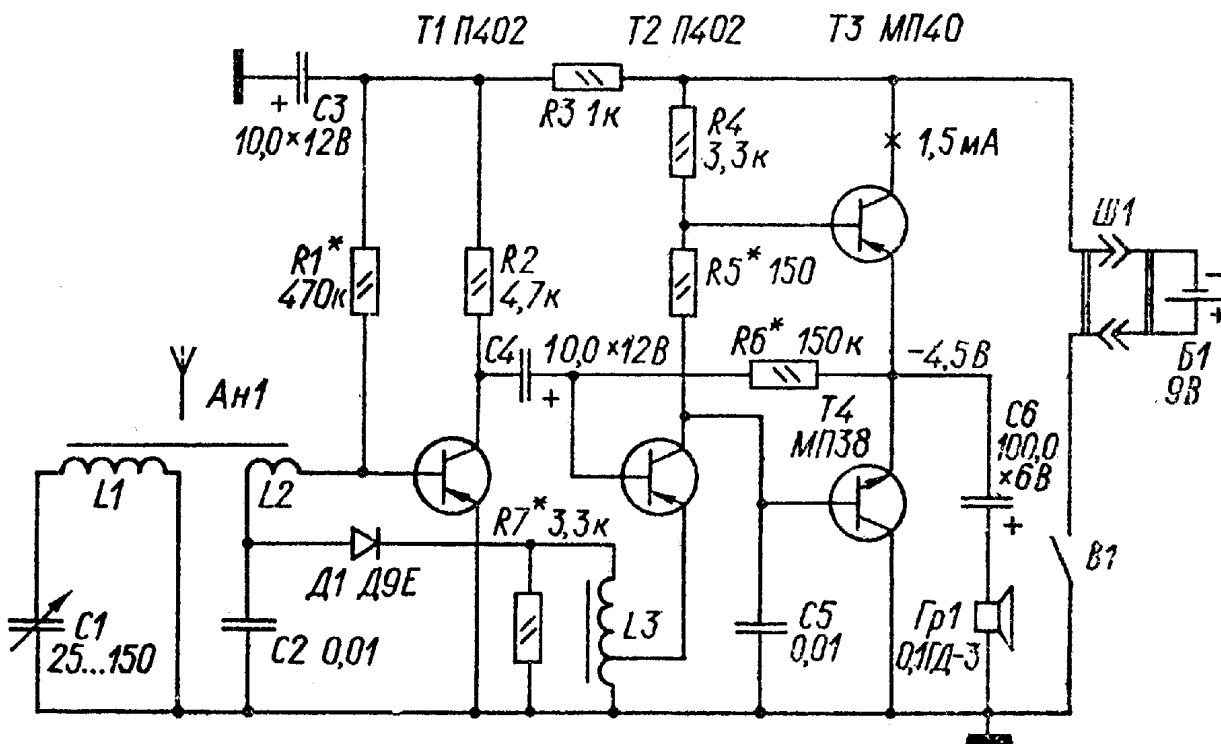 Т1 П402
Т2 П402
Т3 МП40
+
С3
10,0×12В
R3 1к
R4
3,3к
1,5мА
Ш1
R1*
470к
R2
4,7к
R5* 150
С4
10,0×12В
+
R6* 150к
-4,5В
-
+
Б1
9В
Ан1
Т4
МП38
С6
100,0
×6В
+
L1
L2
R7* 3,3к
В1
Д1 Д9Е
L3
С1
25...150
С2 0,01
С5
0,01
Гр1
0,1ГД-3